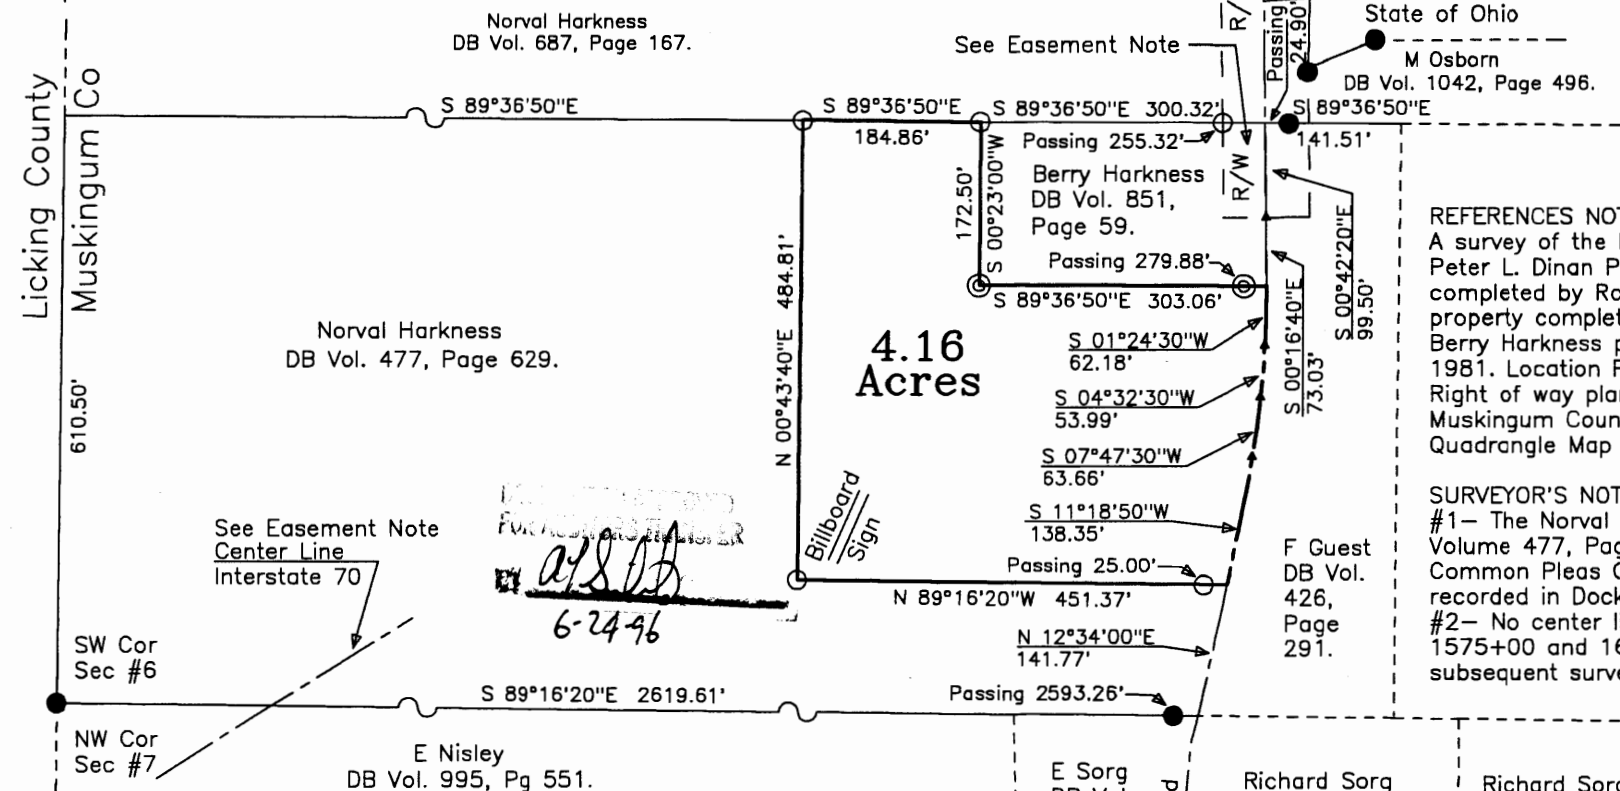 Norval Harkness
DB Vol. 687, Page 167.
See Easement Note
R/
Passing
24.90'
State of Ohio
M Osborn
DB Vol. 1042, Page 496.
Licking County
Muskingum Co
S 89°36'50"E
S 89°36'50"E
184.86'
S 89°36'50"E 300.32'
Passing 255.32'
S 89°36'50"E
141.51'
R/W
172.50'
S 00°23'00"W
Berry Harkness
DB Vol. 851,
Page 59.
Passing 279.88'
S 89°36'50"E 303.06'
S 00°42'20"E
99.50'
S 00°16'40"E
73.03'
N 00°43'40"E 484.81'
Norval Harkness
DB Vol. 477, Page 629.
610.50'
4.16
Acres
S 01°24'30"W
62.18'
S 04°32'30"W
53.99'
S 07°47'30"W
63.66'
S 11°18'50"W
138.35'
Billboard
Sign
Passing 25.00'
N 89°16'20"W 451.37'
N 12°34'00"E
141.77'
F Guest
DB Vol.
426,
Page
291.
See Easement Note
Center Line
Interstate 70
6-24-96
SW Cor
Sec #6
S 89°16'20"E 2619.61'
Passing 2593.26'
NW Cor
Sec #7
E Nisley
DB Vol. 995, Pg 551.
E Sorg
DB Vol
P
Richard Sorg
Richard Sorg
REFERENCES NOT
A survey of the
Peter L. Dinan P
completed by Ro
property complet
Berry Harkness p
1981. Location P
Right of way plan
Muskingum Coun
Quadrangle Map
SURVEYOR'S NOT
#1– The Norval
Volume 477, Pag
Common Pleas C
recorded in Dock
#2– No center l
1575+00 and 16
subsequent surve